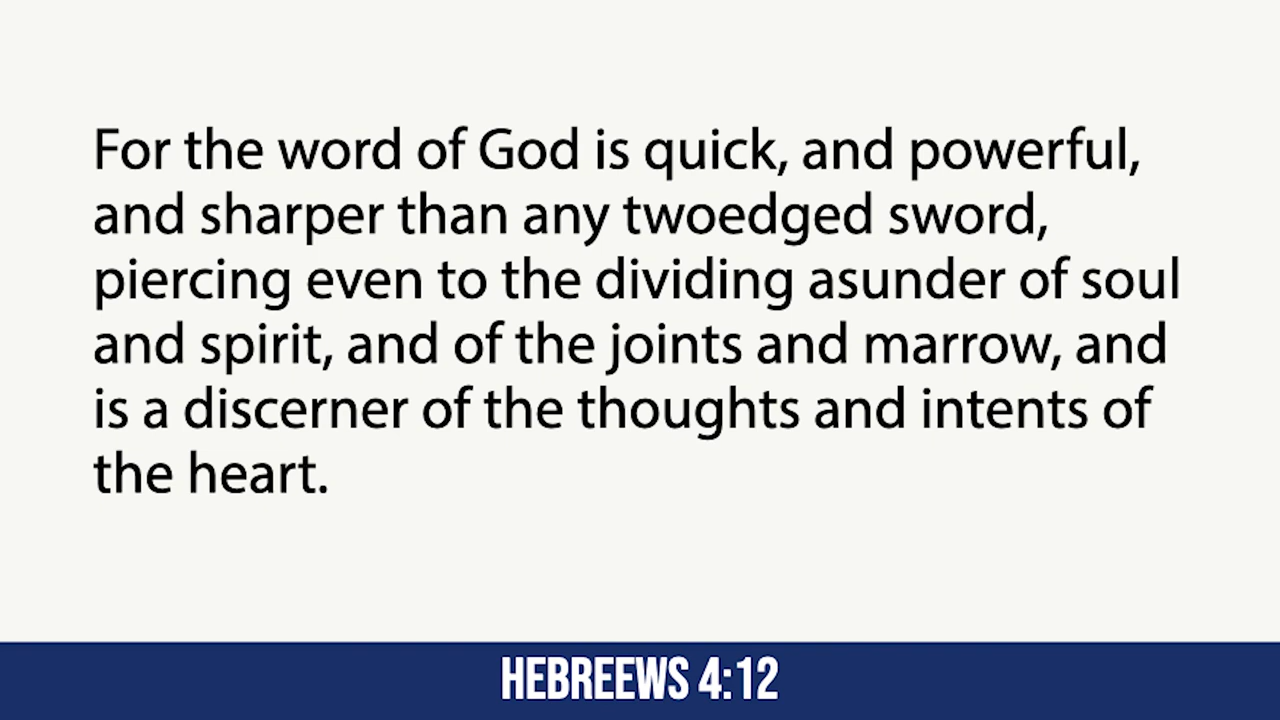 For the word of God is quick, and powerful,
and sharper than any twoedged sword,
piercing even to the dividing asunder of soul
and spirit, and of the joints and marrow, and
is a discerner of the thoughts and intents of
the heart.
HEBREEWS 4:12